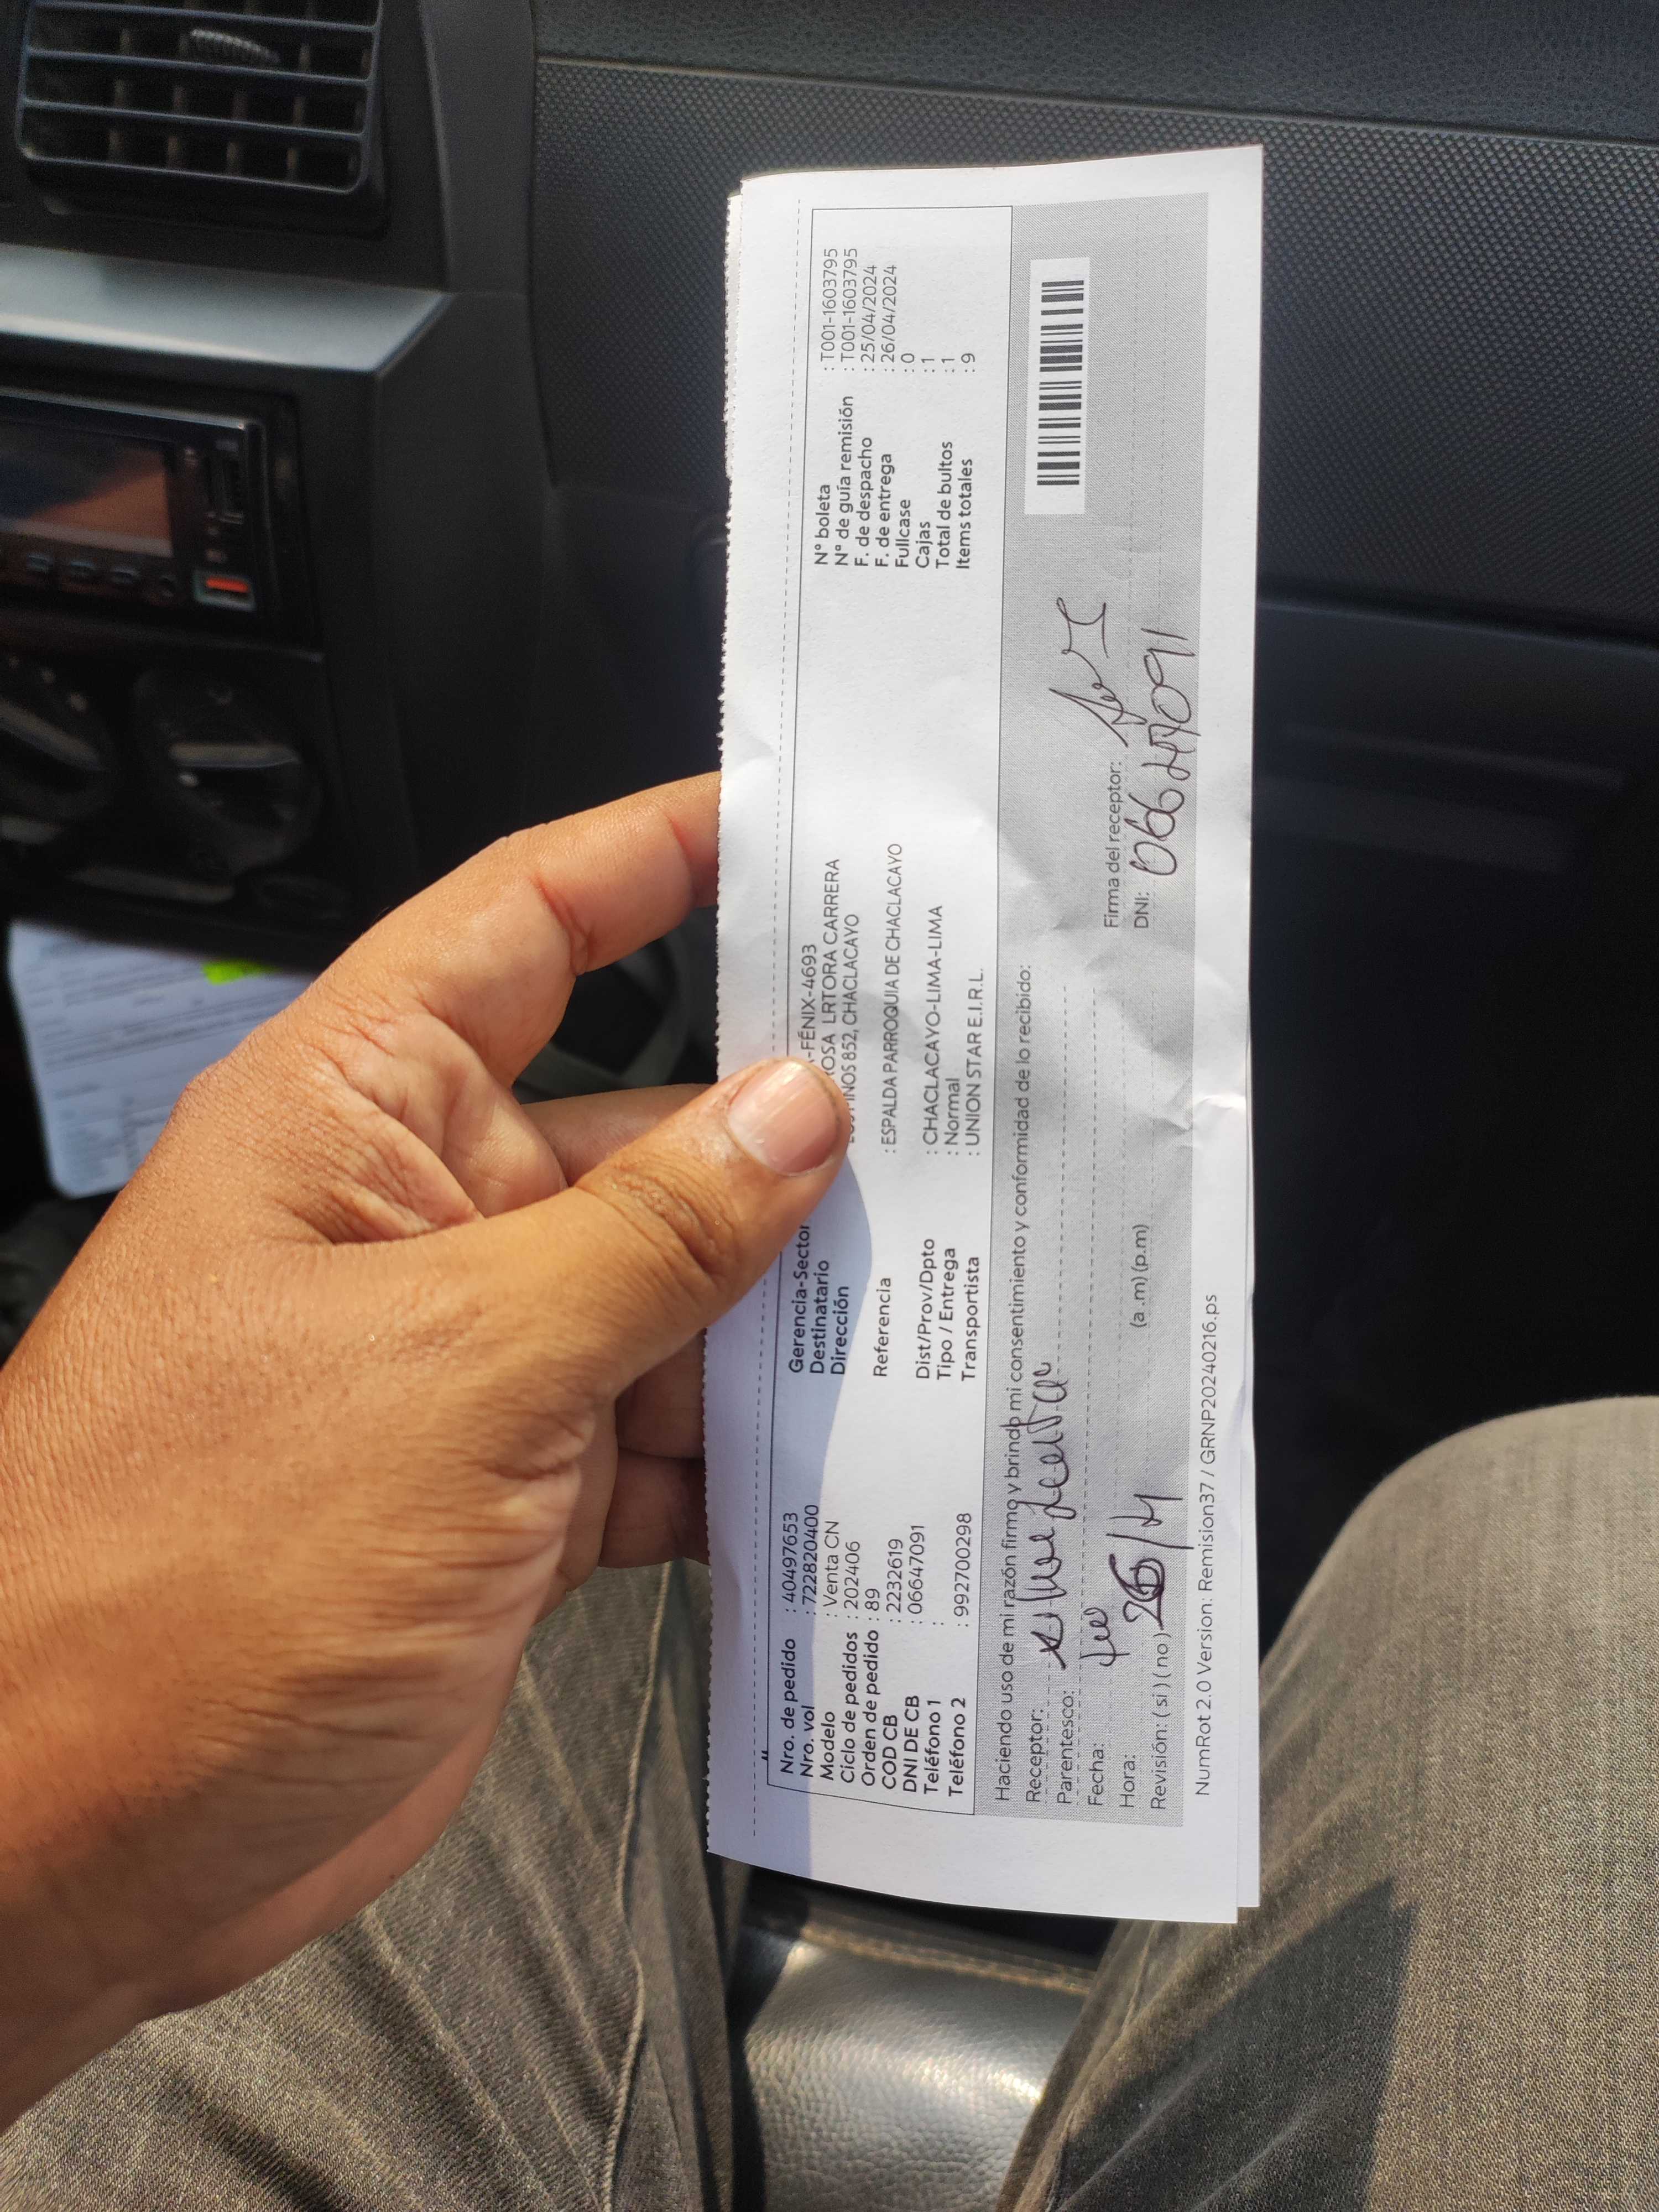 Nro. de pedido : 40497653
Nro. vol : 722820400
Modelo : Venta CN
Ciclo de pedidos : 202406
Orden de pedido : 89
COD CB : 2232619
DNI DE CB : 06647091
Teléfono 1 :
Teléfono 2 : 992700298
Gerencia-Sector -FÉNIX-4693
Destinatario ROSA LRTORA CARRERA
Dirección INOS 852, CHACLACAYO
Referencia : ESPALDA PARROQUIA DE CHACLACAYO
Dist/Prov/Dpto : CHACLACAYO-LIMA-LIMA
Tipo / Entrega : Normal
Transportista : UNION STAR E.I.R.L.
N° boleta : T001-1603795
N° de guía remisión : T001-1603795
F. de despacho : 25/04/2024
F. de entrega : 26/04/2024
Fullcase : 0
Cajas : 1
Total de bultos : 1
Items totales : 9
Haciendo uso de mi razón firmo y brindo mi consentimiento y conformidad de lo recibido:
Receptor:
Parentesco:
Fecha:
Hora: 26/4 (a .m) (p.m)
Revisión: ( si ) ( no )
Firma del receptor:
DNI: 06647091
NumRot 2.0 Version: Remision37 / GRNP20240216.ps